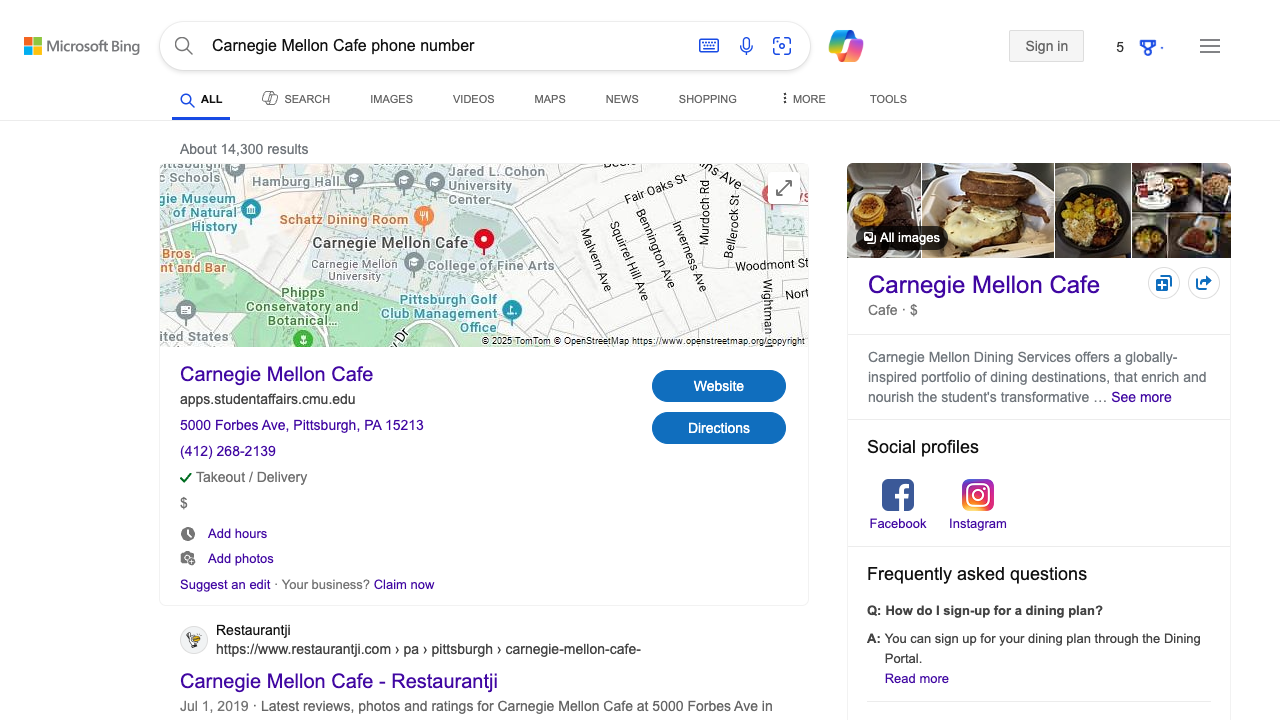 Microsoft Bing
Carnegie Mellon Cafe phone number
Sign in
5
ALL
SEARCH
IMAGES
VIDEOS
MAPS
NEWS
SHOPPING
MORE
TOOLS
About 14,300 results
Schools
Hamburg Hall
Jared L. Cohon
University
Center
Museum
of Natural
History
Schatz Dining Room
Carnegie Mellon Cafe
Carnegie Mellon
University
College of Fine Arts
Bros.
and Bar
Phipps
Conservatory and
Botanical...
Pittsburgh Golf
Club Management
Office
United States
Dr
Fair Oaks St
Malvern Ave
Squirrel Hill Ave
Bennington Ave
Inverness Ave
Murdoch Rd
Bellerock St
Woodmont St
Wightman
© 2025 TomTom © OpenStreetMap https://www.openstreetmap.org/copyright
Carnegie Mellon Cafe
apps.studentaffairs.cmu.edu
5000 Forbes Ave, Pittsburgh, PA 15213
(412) 268-2139
Takeout / Delivery
$
Add hours
Add photos
Suggest an edit · Your business? Claim now
Website
Directions
Restaurantji
https://www.restaurantji.com › pa › pittsburgh › carnegie-mellon-cafe-
Carnegie Mellon Cafe - Restaurantji
Jul 1, 2019 · Latest reviews, photos and ratings for Carnegie Mellon Cafe at 5000 Forbes Ave in
All images
Carnegie Mellon Cafe
Cafe · $
Carnegie Mellon Dining Services offers a globally-
inspired portfolio of dining destinations, that enrich and
nourish the student's transformative … See more
Social profiles
Facebook
Instagram
Frequently asked questions
Q: How do I sign-up for a dining plan?
A: You can sign up for your dining plan through the Dining
Portal.
Read more